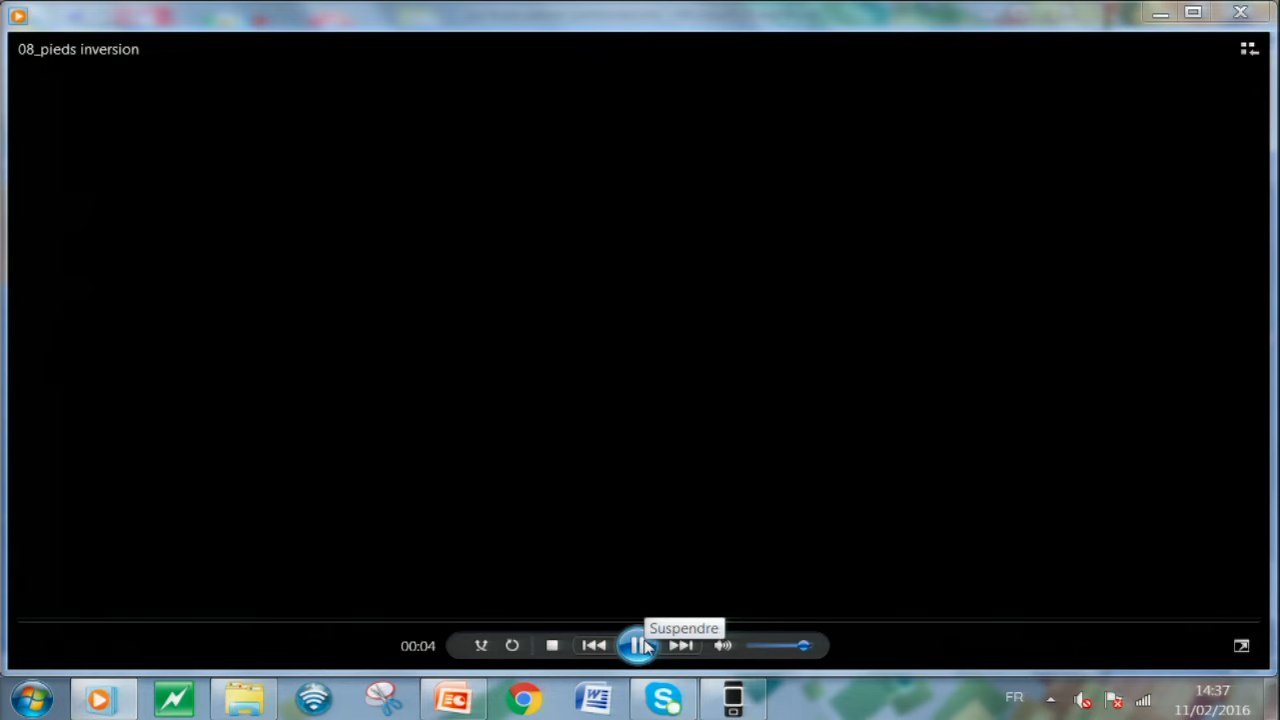 08_pieds inversion
Suspendre
00:04
FR
14:37
11/02/2016